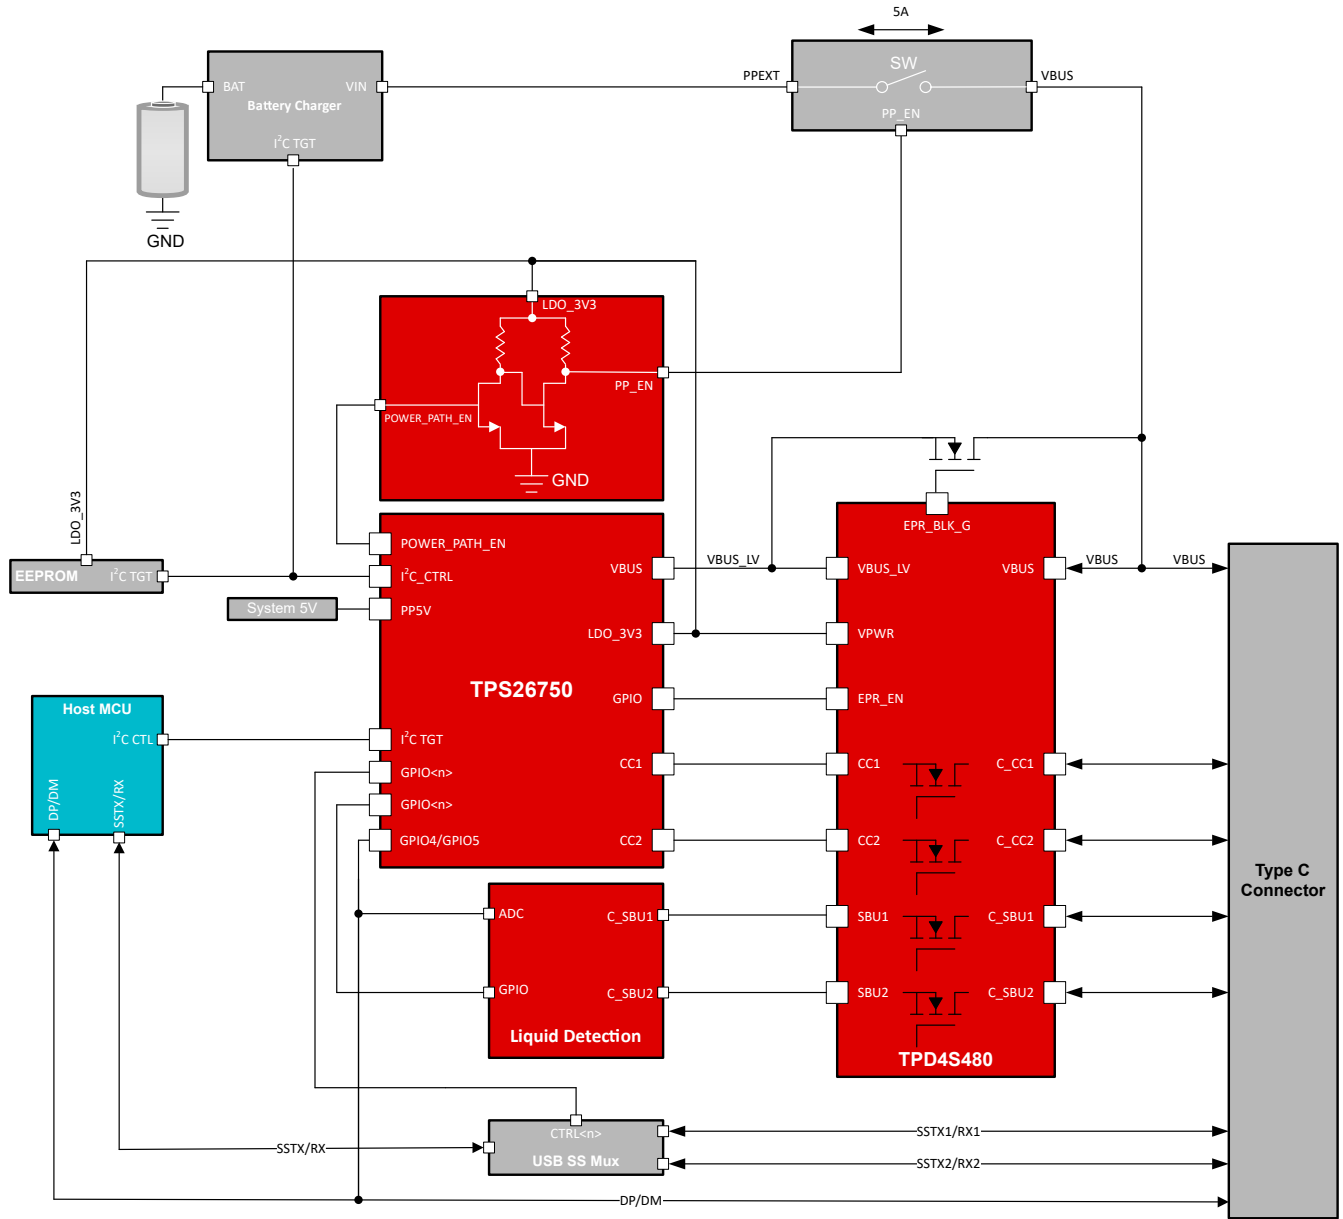 5A
SW
PPEXT
VBUS
PP_EN
BAT
VIN
Battery Charger
I²C TGT
GND
LDO_3V3
PP_EN
POWER_PATH_EN
GND
LDO_3V3
EEPROM
I²C TGT
System 5V
POWER_PATH_EN
I²C_CTRL
PP5V
VBUS
LDO_3V3
GPIO
TPS26750
I²C TGT
GPIO<n>
GPIO<n>
GPIO4/GPIO5
CC1
CC2
VBUS_LV
EPR_BLK_G
VBUS_LV
VBUS
VPWR
EPR_EN
CC1
C_CC1
CC2
C_CC2
SBU1
C_SBU1
SBU2
C_SBU2
TPD4S480
VBUS
VBUS
Type C
Connector
Host MCU
I²C CTL
DP/DM
SSTX/RX
ADC
C_SBU1
GPIO
C_SBU2
Liquid Detection
CTRL<n>
USB SS Mux
SSTX/RX
SSTX1/RX1
SSTX2/RX2
DP/DM